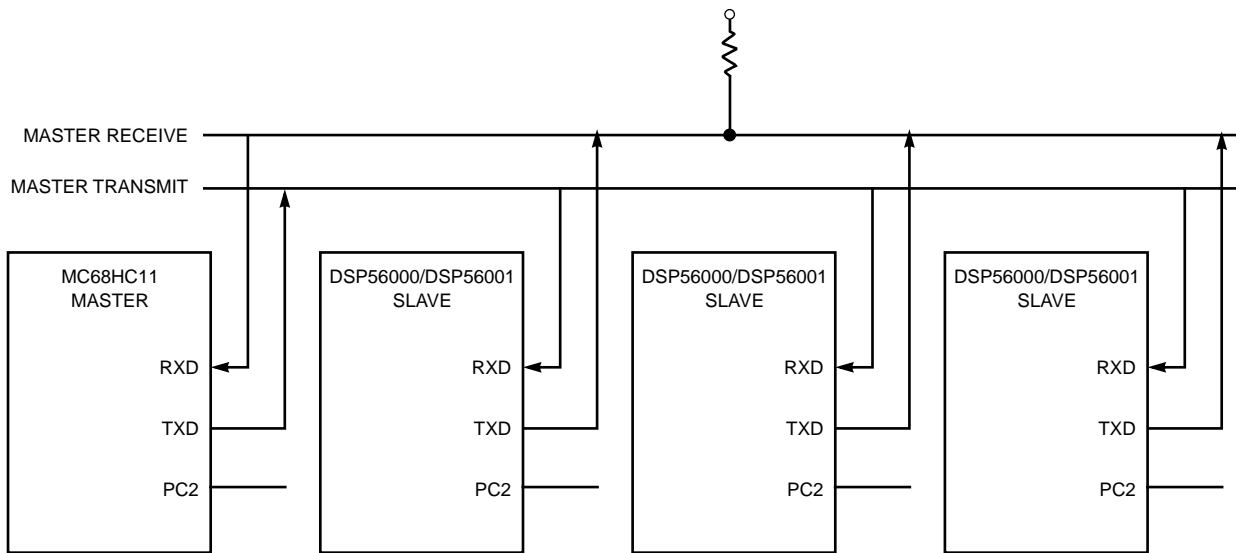 MASTER RECEIVE
MASTER TRANSMIT
MC68HC11
MASTER
RXD
TXD
PC2
DSP56000/DSP56001
SLAVE
RXD
TXD
PC2
DSP56000/DSP56001
SLAVE
RXD
TXD
PC2
DSP56000/DSP56001
SLAVE
RXD
TXD
PC2